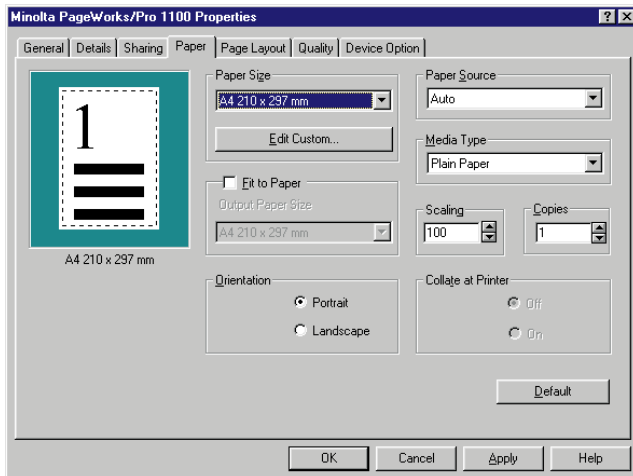 Minolta PageWorks/Pro 1100 Properties
General Details Sharing Paper Page Layout Quality Device Option
1
A4 210 x 297 mm
Paper Size
A4 210 x 297 mm
Edit Custom...
Fit to Paper
Output Paper Size
A4 210 x 297 mm
Orientation
Portrait
Landscape
Paper Source
Auto
Media Type
Plain Paper
Scaling
100
Copies
1
Collate at Printer
Off
On
Default
OK Cancel Apply Help